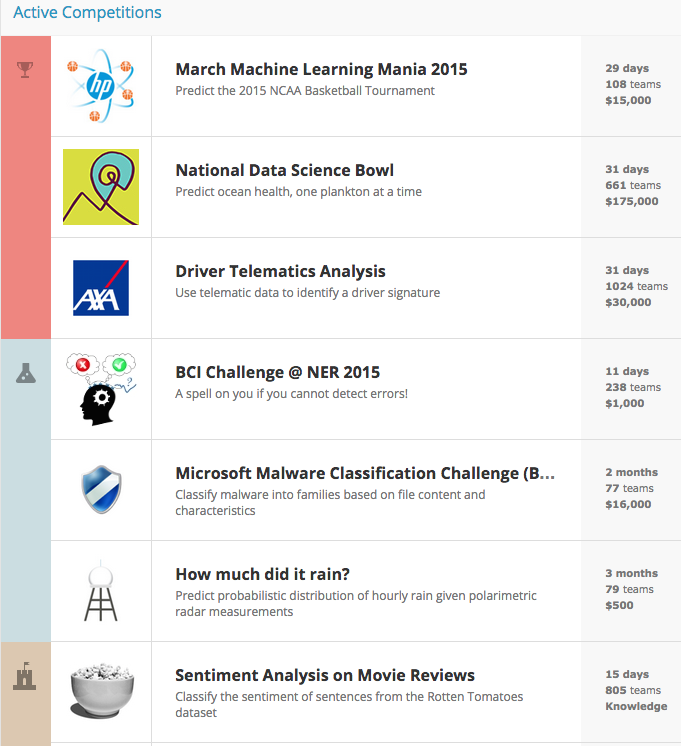 Active Competitions
hp
March Machine Learning Mania 2015
Predict the 2015 NCAA Basketball Tournament
29 days
108 teams
$15,000
National Data Science Bowl
Predict ocean health, one plankton at a time
31 days
661 teams
$175,000
AXA
Driver Telematics Analysis
Use telematic data to identify a driver signature
31 days
1024 teams
$30,000
BCI Challenge @ NER 2015
A spell on you if you cannot detect errors!
11 days
238 teams
$1,000
Microsoft Malware Classification Challenge (B...
Classify malware into families based on file content and
characteristics
2 months
77 teams
$16,000
How much did it rain?
Predict probabilistic distribution of hourly rain given polarimetric
radar measurements
3 months
79 teams
$500
Sentiment Analysis on Movie Reviews
Classify the sentiment of sentences from the Rotten Tomatoes
dataset
15 days
805 teams
Knowledge